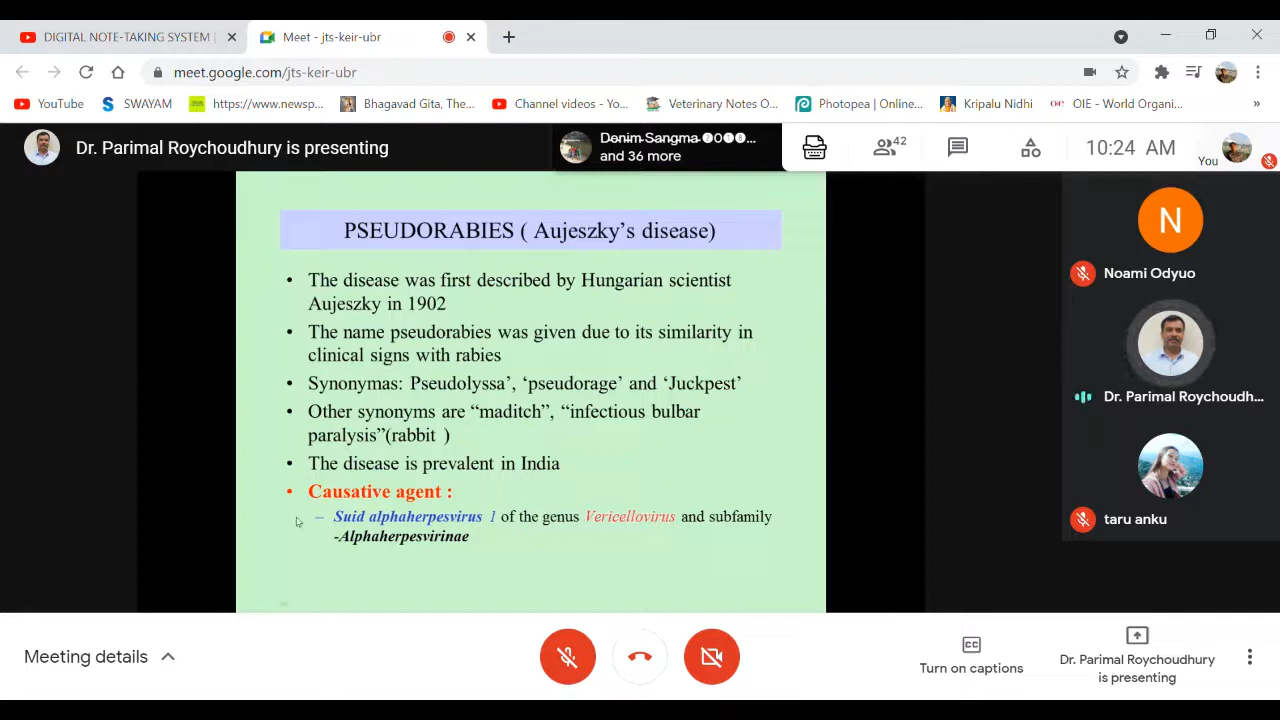 DIGITAL NOTE-TAKING SYSTEM |
Meet - jts-keir-ubr
meet.google.com/jts-keir-ubr
YouTube
SWAYAM
https://www.newsp...
Bhagavad Gita, The...
Channel videos - Yo...
Veterinary Notes O...
Photopea | Online...
Kripalu Nidhi
OIE - World Organi...
»
Dr. Parimal Roychoudhury is presenting
Denim Sangma ❷0❶❽...
and 36 more
42
10:24 AM
You
PSEUDORABIES ( Aujeszky's disease)
• The disease was first described by Hungarian scientist
Aujeszky in 1902
• The name pseudorabies was given due to its similarity in
clinical signs with rabies
• Synonymas: Pseudolyssa', 'pseudorage' and 'Juckpest'
• Other synonyms are “maditch”, “infectious bulbar
paralysis”(rabbit )
• The disease is prevalent in India
• Causative agent :
– Suid alphaherpesvirus 1 of the genus Vericellovirus and subfamily
-Alphaherpesvirinae
N
Noami Odyuo
Dr. Parimal Roychoudh...
taru anku
Meeting details
CC
Turn on captions
Dr. Parimal Roychoudhury
is presenting